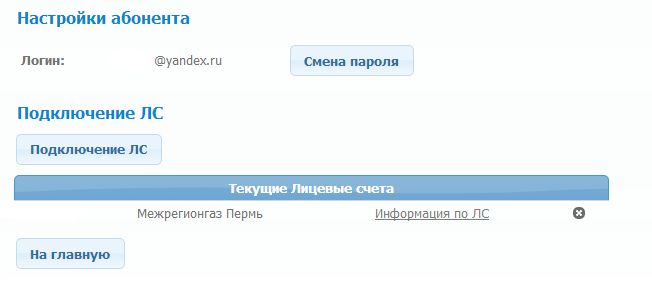 Настройки абонента
Логин: @yandex.ru Смена пароля
Подключение ЛС
Подключение ЛС
Текущие Лицевые счета
Межрегионгаз Пермь Информация по ЛС
На главную